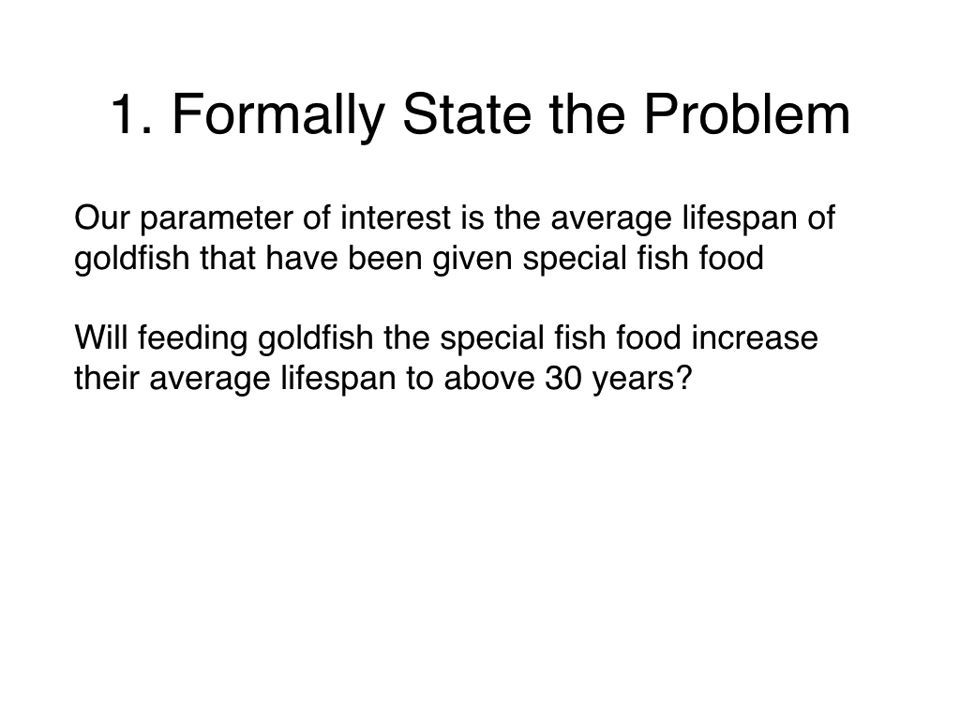 1. Formally State the Problem
Our parameter of interest is the average lifespan of
goldfish that have been given special fish food
Will feeding goldfish the special fish food increase
their average lifespan to above 30 years?